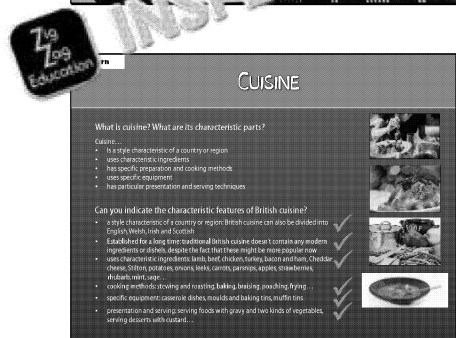 INSPE
Zig
Zag
Education
rn
CUISINE
What is cuisine? What are its characteristic parts?
Cuisine…
• Is a style characteristic of a country or region
• uses characteristic ingredients
• has specific preparation and cooking methods
• uses specific equipment
• has particular presentation and serving techniques
Can you indicate the characteristic features of British cuisine?
• a style characteristic of a country or region: British cuisine can also be divided into
English, Welsh, Irish and Scottish
• Established for a long time: traditional British cuisine doesn't contain any modern
ingredients or dishes, despite the fact that these might be more popular now
• uses characteristic ingredients: lamb, beef, chicken, turkey, bacon and ham, Cheddar
cheese, Stilton, potatoes, onions, leeks, carrots, parsnips, apples, strawberries,
rhubarb, mint, sage…
• cooking methods: stewing and roasting, baking, braising, poaching, frying…
• specific equipment: casserole dishes, moulds and baking tins, muffin tins
• presentation and serving: serving foods with gravy and two kinds of vegetables,
serving desserts with custard…